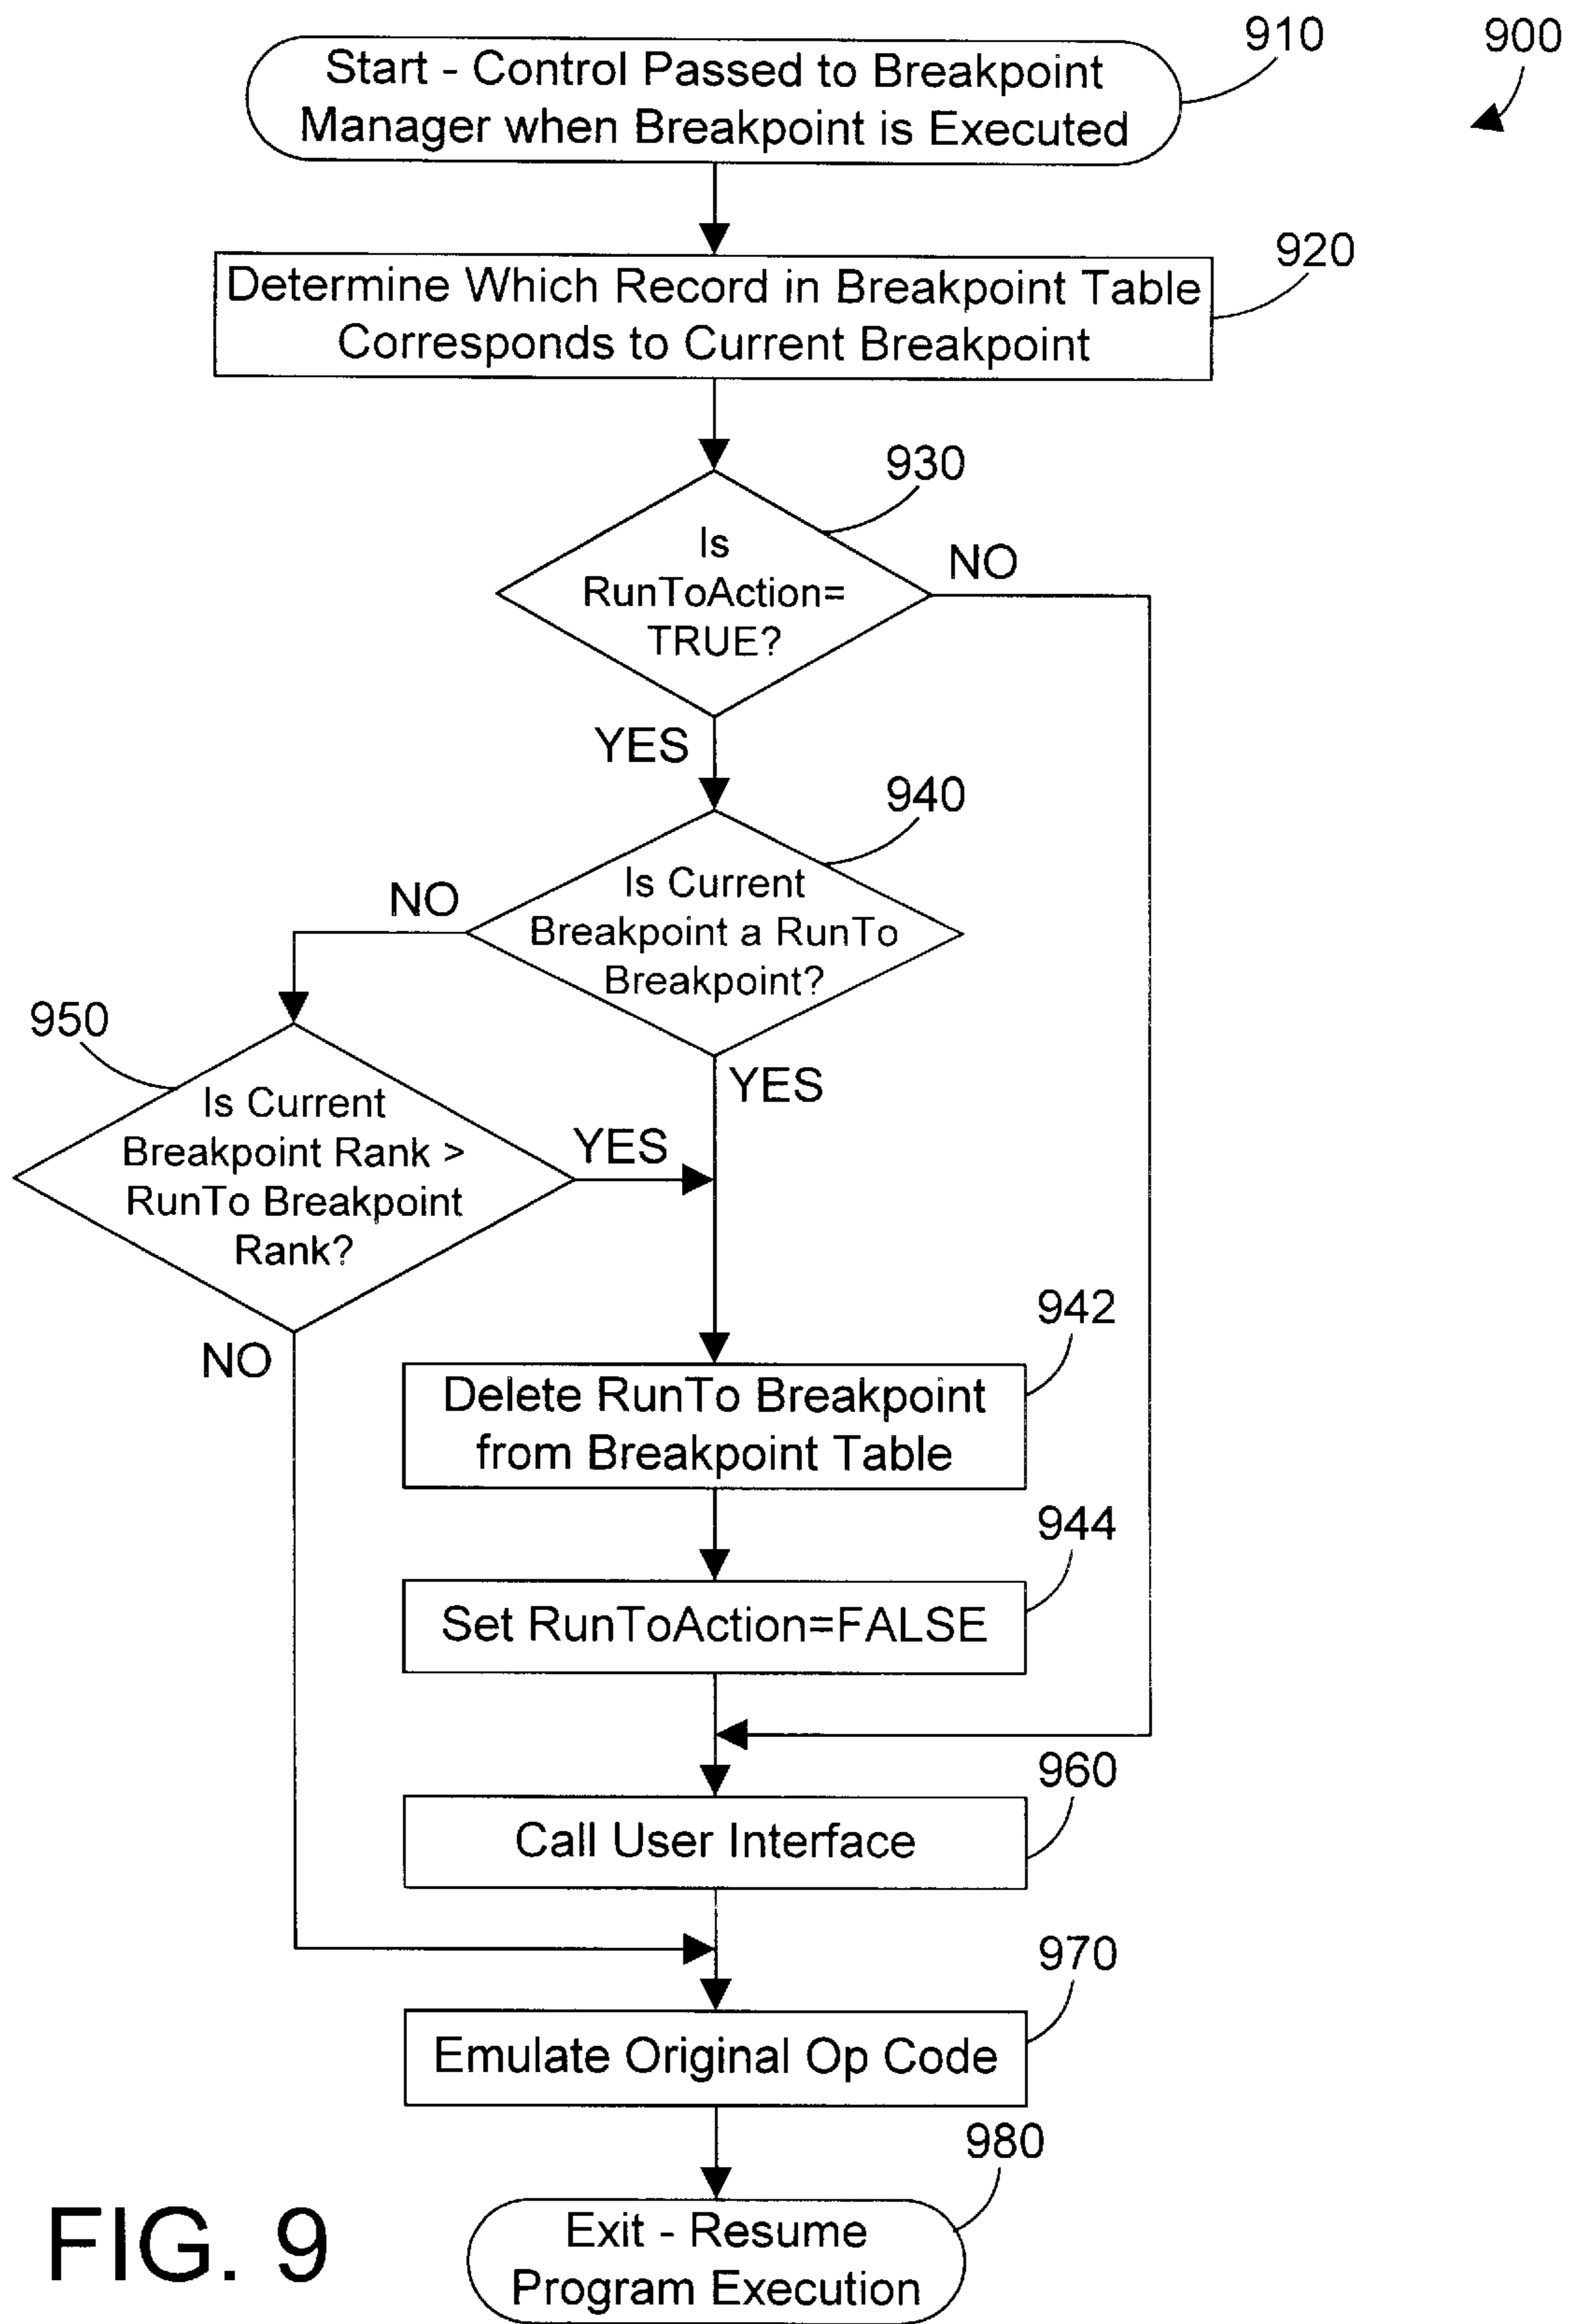 910
900
Start - Control Passed to Breakpoint
Manager when Breakpoint is Executed
920
Determine Which Record in Breakpoint Table
Corresponds to Current Breakpoint
930
Is
RunToAction=
TRUE?
NO
YES
940
Is Current
Breakpoint a RunTo
Breakpoint?
NO
YES
950
Is Current
Breakpoint Rank >
RunTo Breakpoint
Rank?
YES
NO
942
Delete RunTo Breakpoint
from Breakpoint Table
944
Set RunToAction=FALSE
960
Call User Interface
970
Emulate Original Op Code
980
Exit - Resume
Program Execution
FIG. 9